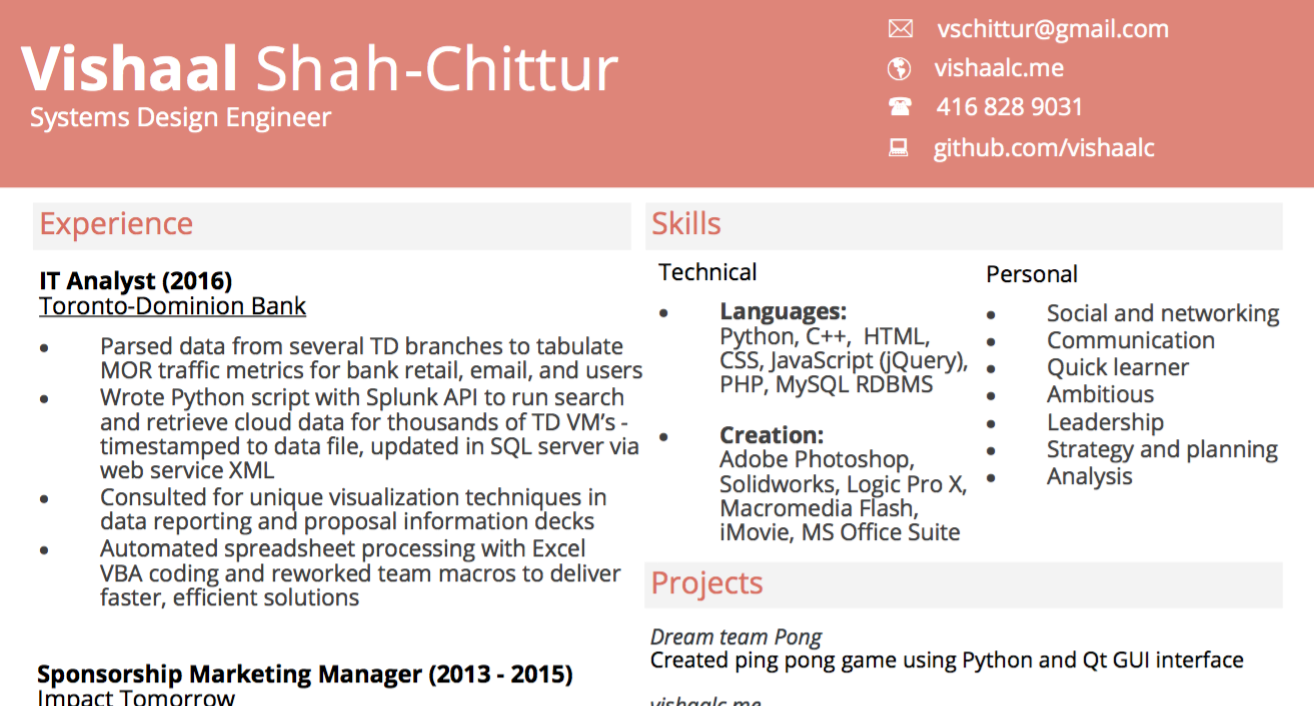 Vishaal Shah-Chittur
Systems Design Engineer
vschittur@gmail.com
vishaalc.me
416 828 9031
github.com/vishaalc
Experience
IT Analyst (2016)
Toronto-Dominion Bank
• Parsed data from several TD branches to tabulate
MOR traffic metrics for bank retail, email, and users
• Wrote Python script with Splunk API to run search
and retrieve cloud data for thousands of TD VM’s -
timestamped to data file, updated in SQL server via
web service XML
• Consulted for unique visualization techniques in
data reporting and proposal information decks
• Automated spreadsheet processing with Excel
VBA coding and reworked team macros to deliver
faster, efficient solutions
Sponsorship Marketing Manager (2013 - 2015)
Impact Tomorrow
Skills
Technical
• Languages:
Python, C++, HTML,
CSS, JavaScript (jQuery),
PHP, MySQL RDBMS
• Creation:
Adobe Photoshop,
Solidworks, Logic Pro X,
Macromedia Flash,
iMovie, MS Office Suite
Personal
• Social and networking
• Communication
• Quick learner
• Ambitious
• Leadership
• Strategy and planning
• Analysis
Projects
Dream team Pong
Created ping pong game using Python and Qt GUI interface
vishaalc.me